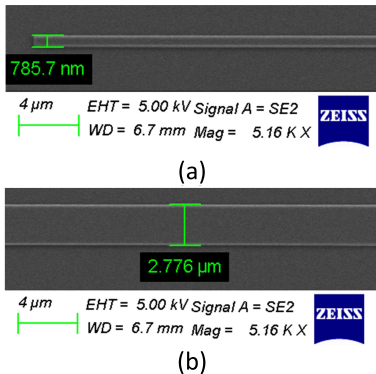 785.7 nm
4 µm
EHT = 5.00 kV Signal A = SE2
WD = 6.7 mm Mag = 5.16 K X
ZEISS
(a)
2.776 µm
4 µm
EHT = 5.00 kV Signal A = SE2
WD = 6.7 mm Mag = 5.16 K X
ZEISS
(b)